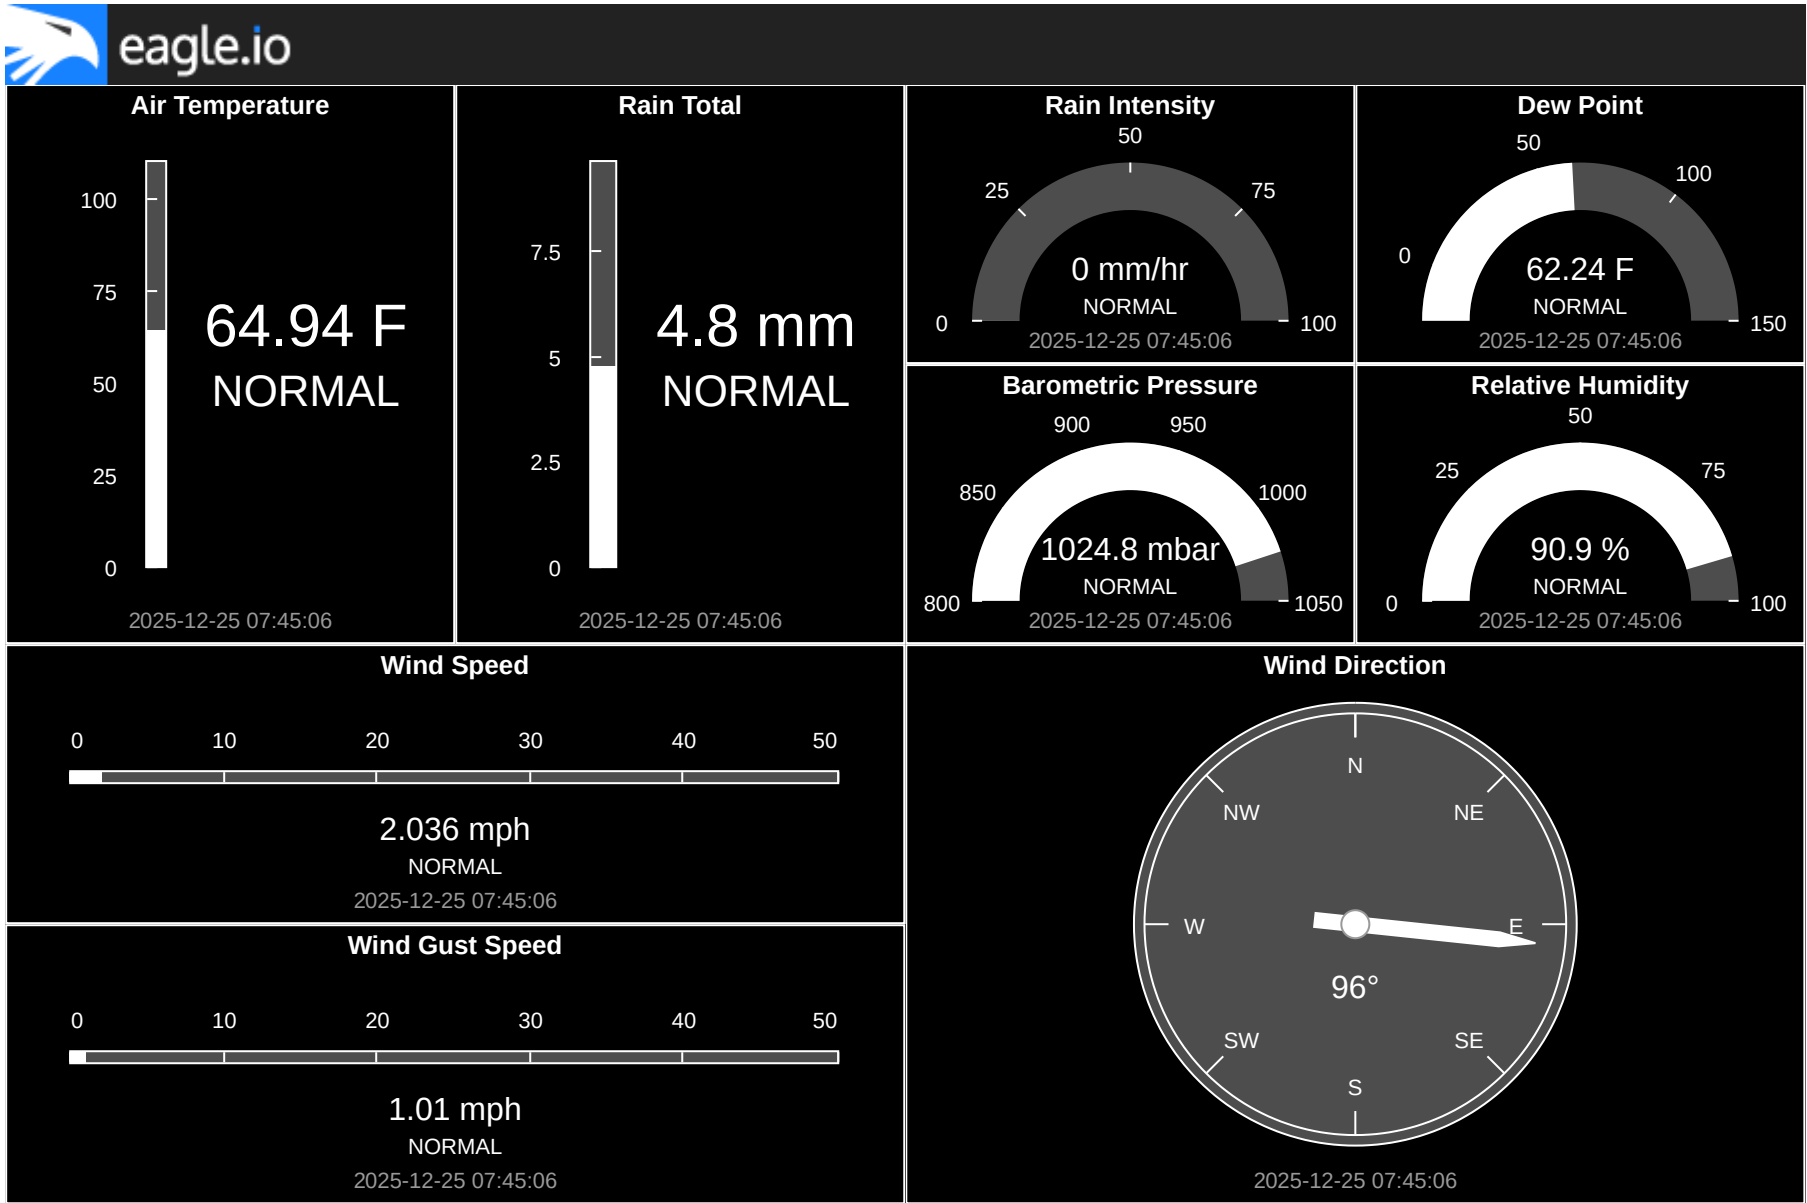 eagle.io
Air Temperature
100
75
50
25
0
64.94 F
NORMAL
2025-12-25 07:45:06
Rain Total
7.5
5
2.5
0
4.8 mm
NORMAL
2025-12-25 07:45:06
Rain Intensity
0
25
50
75
100
0 mm/hr
NORMAL
2025-12-25 07:45:06
Dew Point
0
50
100
150
62.24 F
NORMAL
2025-12-25 07:45:06
Barometric Pressure
800
850
900
950
1000
1050
1024.8 mbar
NORMAL
2025-12-25 07:45:06
Relative Humidity
0
25
50
75
100
90.9 %
NORMAL
2025-12-25 07:45:06
Wind Speed
0 10 20 30 40 50
2.036 mph
NORMAL
2025-12-25 07:45:06
Wind Gust Speed
0 10 20 30 40 50
1.01 mph
NORMAL
2025-12-25 07:45:06
Wind Direction
N
NW NE
W E
96°
SW SE
S
2025-12-25 07:45:06